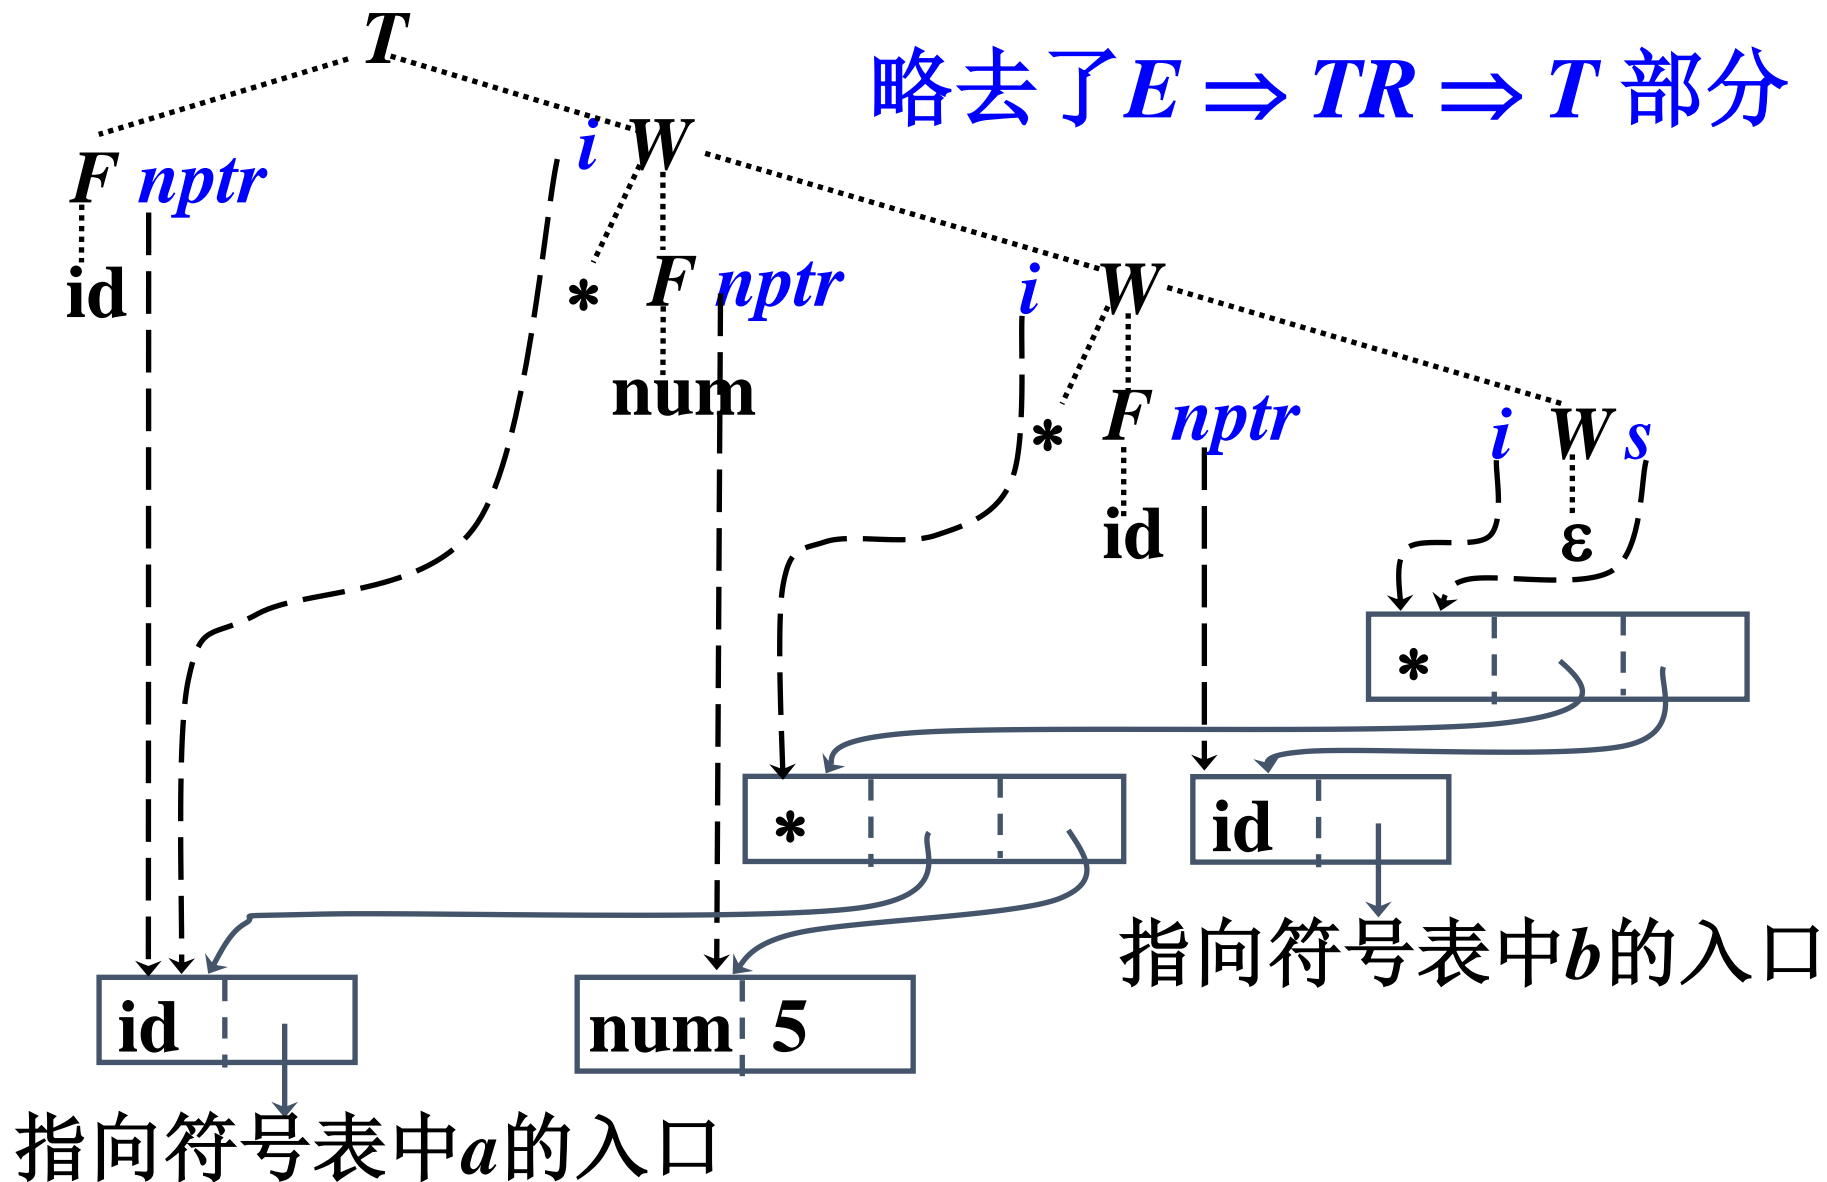 T
略去了E ⇒ TR ⇒ T 部分
i W
F nptr
id
* F nptr
i W
num
* F nptr
i W s
id
ε
*
*
id
指向符号表中b的入口
id
num 5
指向符号表中a的入口